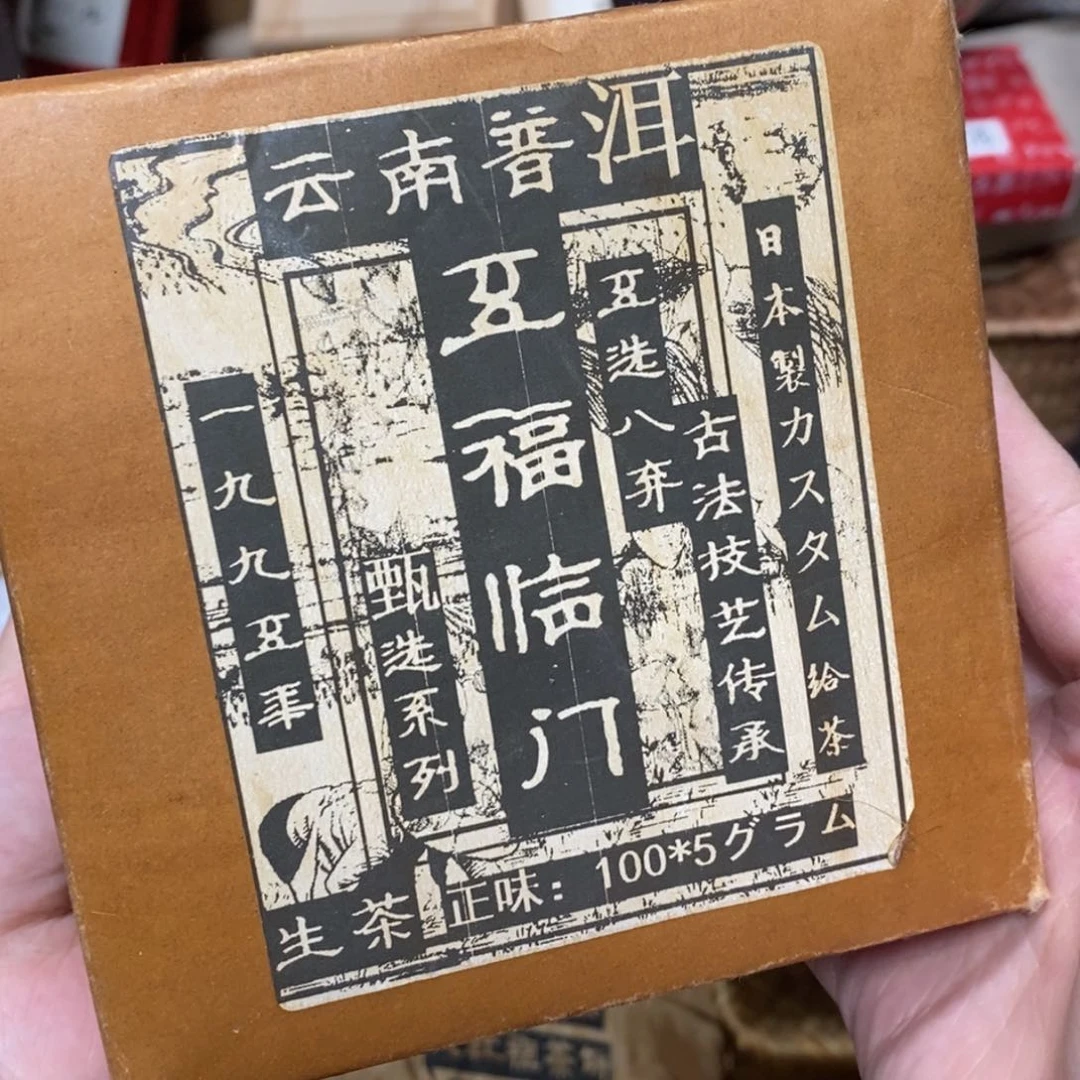 云南普洱
五福临门
五选八弃
古法技艺传承
日本製カスタム给茶
一九九五年
甄选系列
生茶
正味：100*5グラム